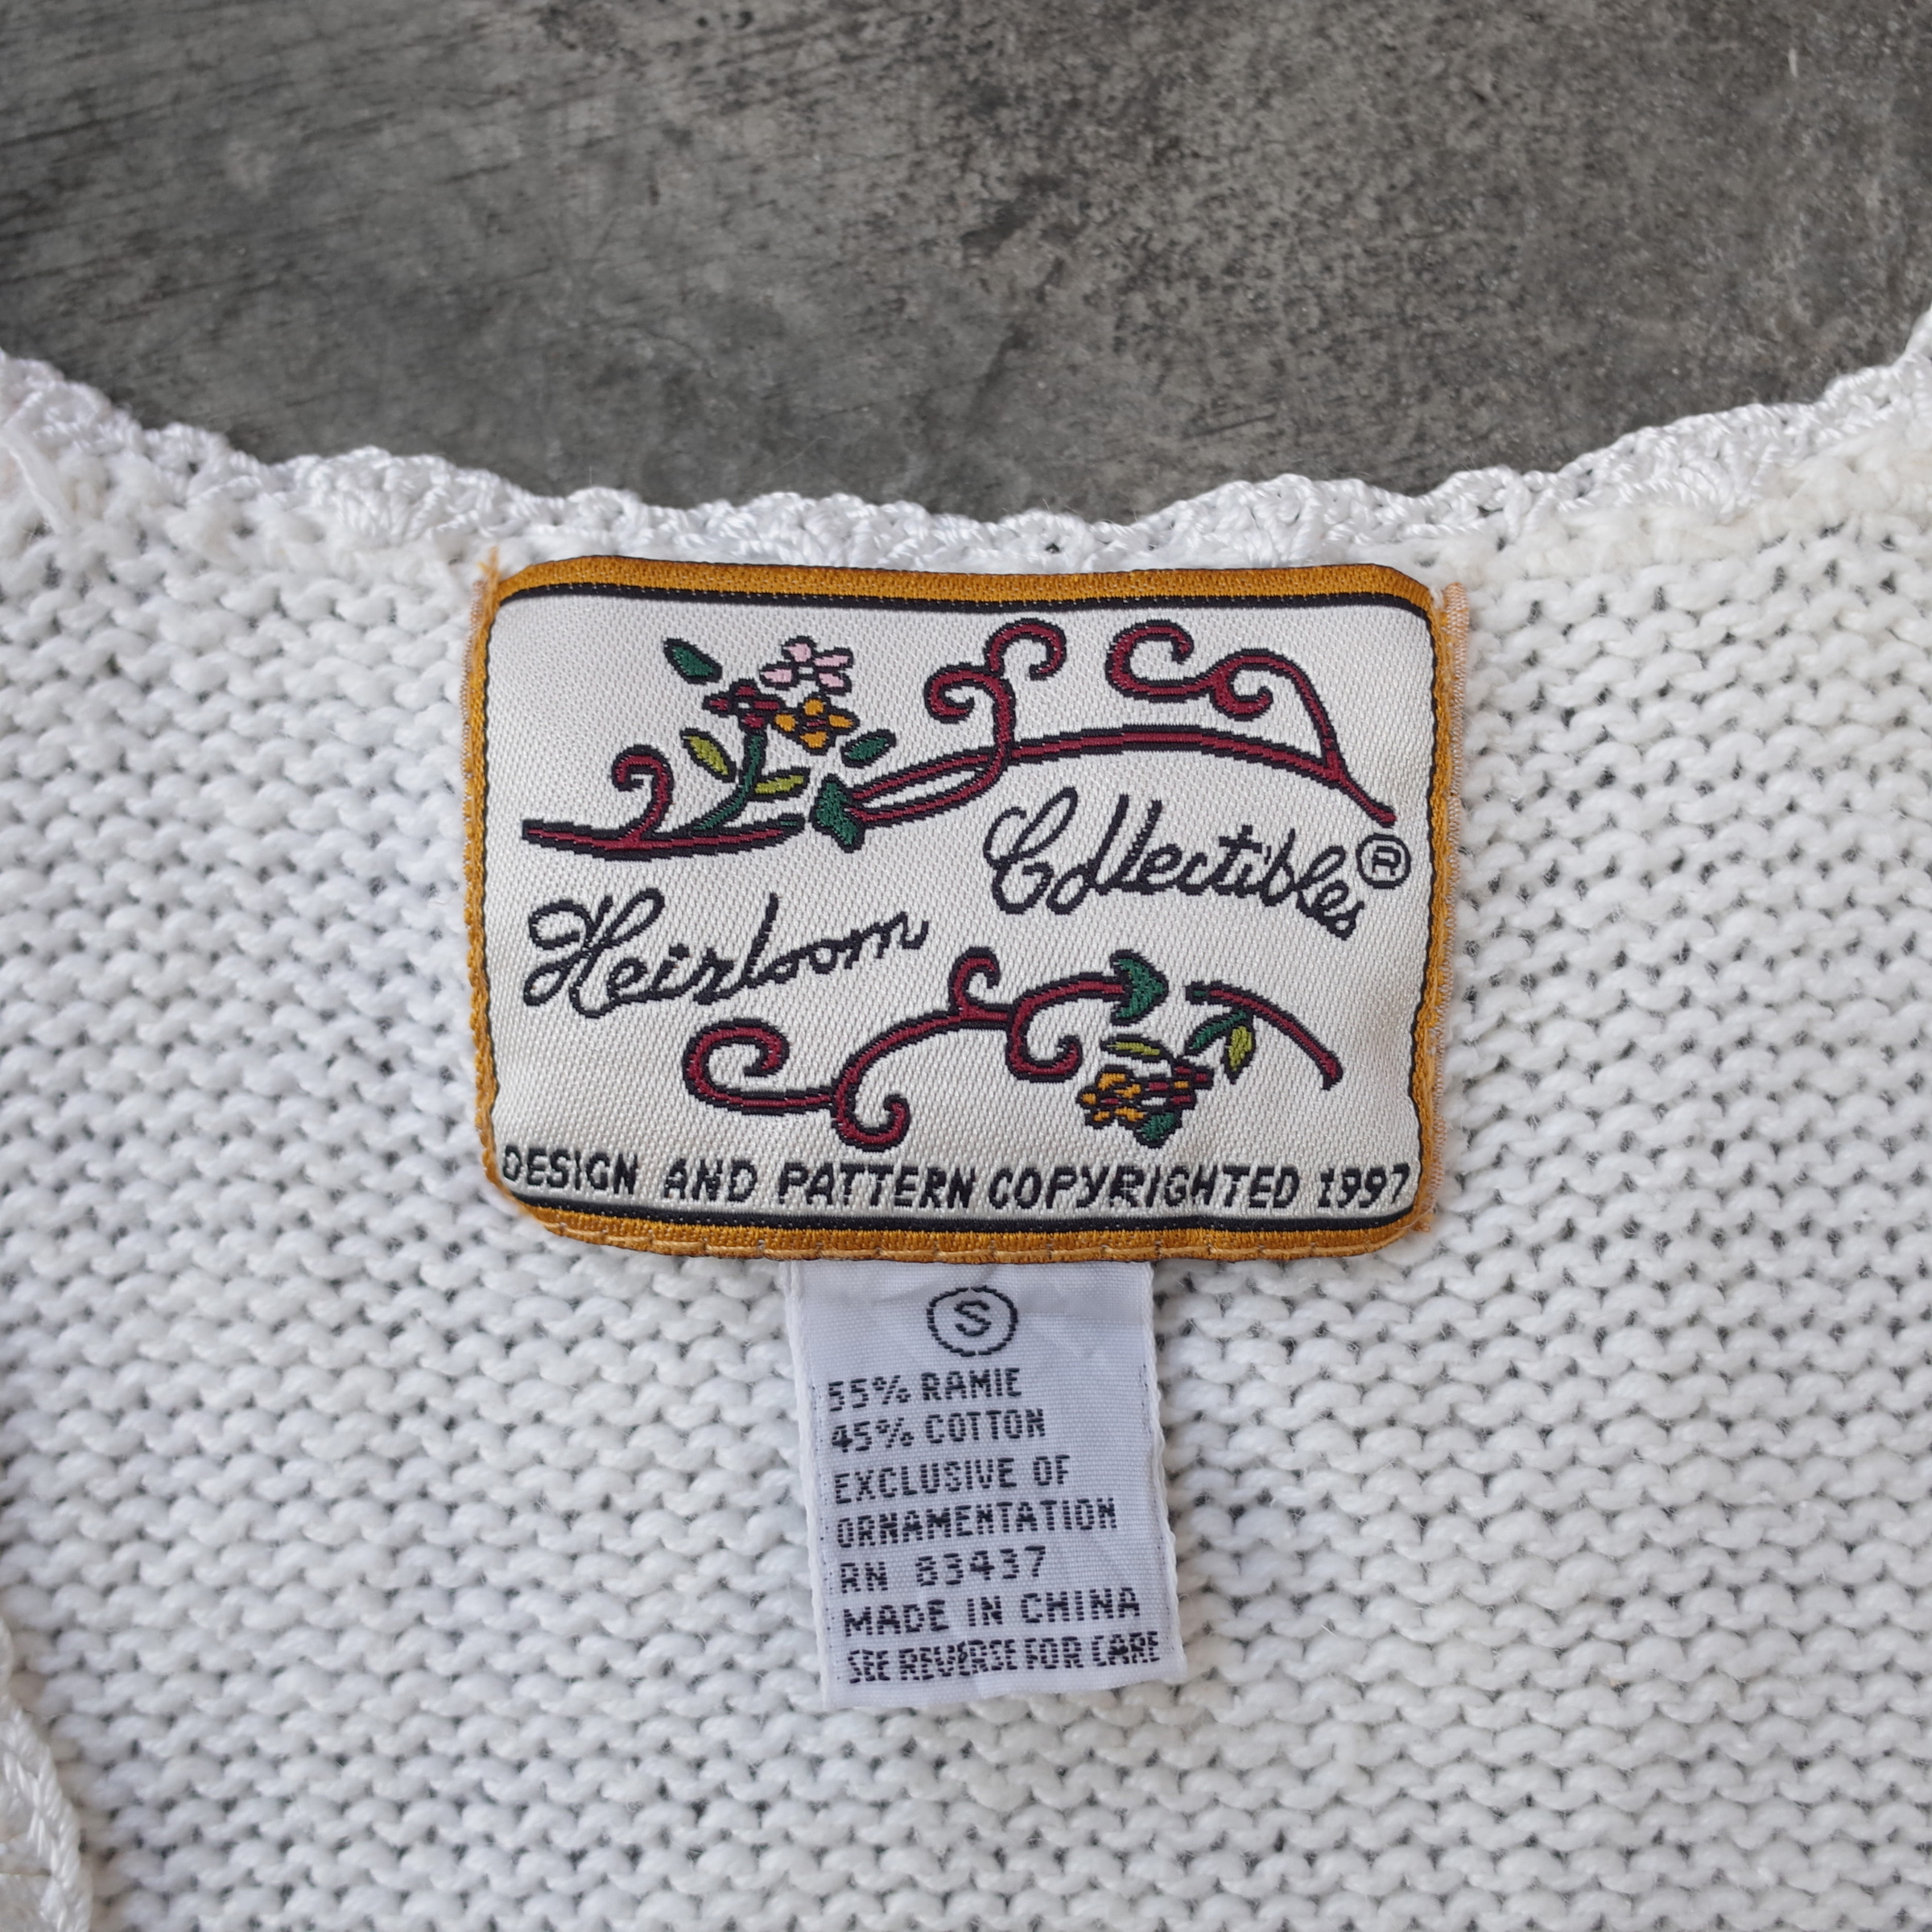 Heirloom Collectibles®
DESIGN AND PATTERN COPYRIGHTED 1997
S
55% RAMIE
45% COTTON
EXCLUSIVE OF
ORNAMENTATION
RN 83437
MADE IN CHINA
SEE REVERSE FOR CARE